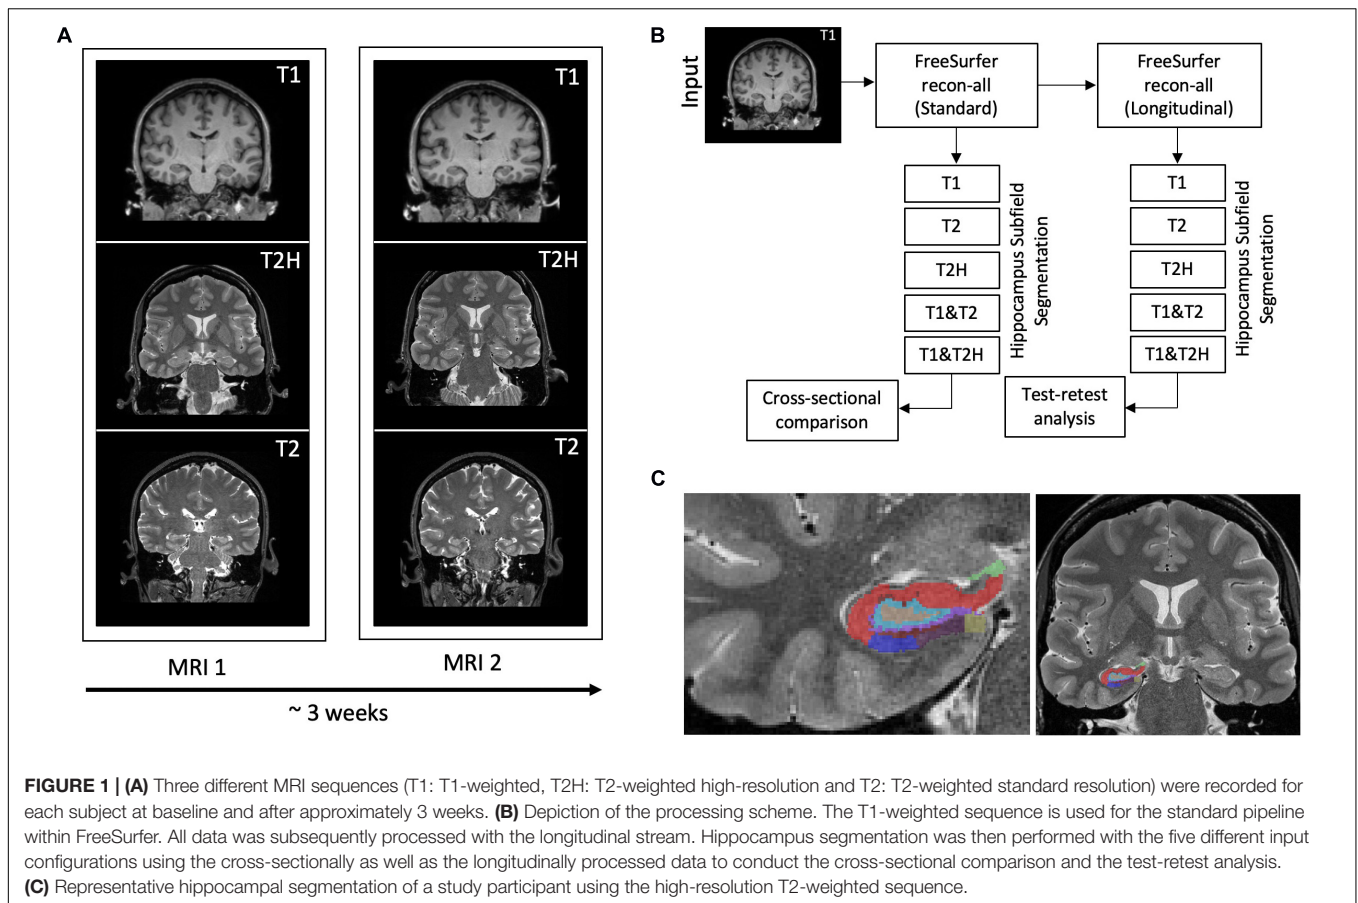 A
T1
T1
T2H
T2H
T2
T2
MRI 1
MRI 2
~ 3 weeks
B
Input
T1
FreeSurfer
recon-all
(Standard)
FreeSurfer
recon-all
(Longitudinal)
T1
T2
T2H
T1&T2
T1&T2H
Hippocampus Subfield
Segmentation
T1
T2
T2H
T1&T2
T1&T2H
Hippocampus Subfield
Segmentation
Cross-sectional
comparison
Test-retest
analysis
C
FIGURE 1 | (A) Three different MRI sequences (T1: T1-weighted, T2H: T2-weighted high-resolution and T2: T2-weighted standard resolution) were recorded for
each subject at baseline and after approximately 3 weeks. (B) Depiction of the processing scheme. The T1-weighted sequence is used for the standard pipeline
within FreeSurfer. All data was subsequently processed with the longitudinal stream. Hippocampus segmentation was then performed with the five different input
configurations using the cross-sectionally as well as the longitudinally processed data to conduct the cross-sectional comparison and the test-retest analysis.
(C) Representative hippocampal segmentation of a study participant using the high-resolution T2-weighted sequence.